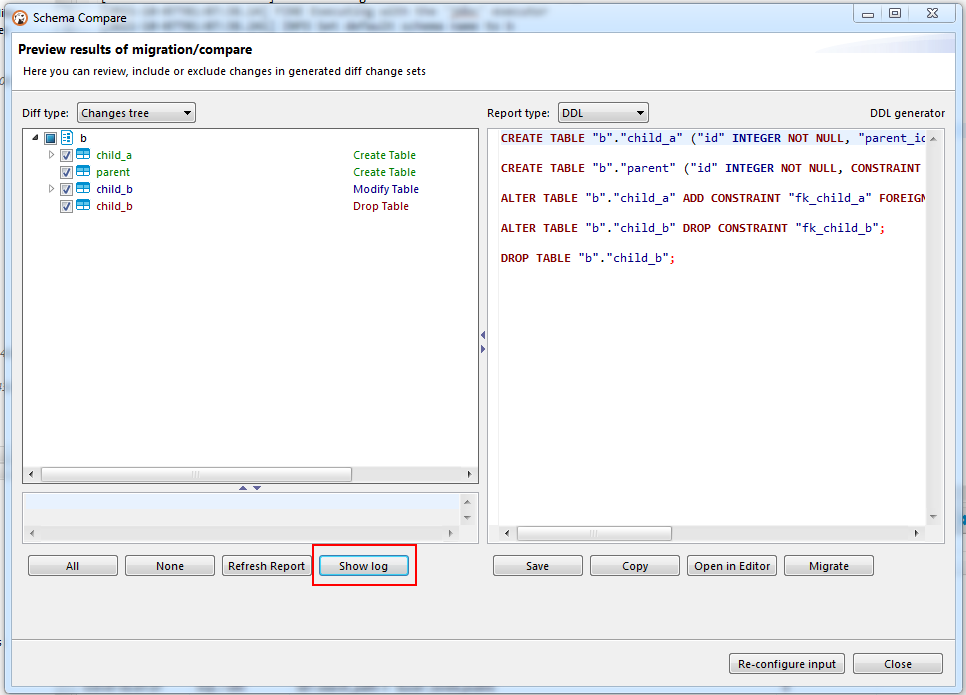 Schema Compare
Preview results of migration/compare
Here you can review, include or exclude changes in generated diff change sets
Diff type: Changes tree
Report type: DDL DDL generator
b
child_a Create Table
parent Create Table
child_b Modify Table
child_b Drop Table
CREATE TABLE "b"."child_a" ("id" INTEGER NOT NULL, "parent_id
CREATE TABLE "b"."parent" ("id" INTEGER NOT NULL, CONSTRAINT
ALTER TABLE "b"."child_a" ADD CONSTRAINT "fk_child_a" FOREIGN
ALTER TABLE "b"."child_b" DROP CONSTRAINT "fk_child_b";
DROP TABLE "b"."child_b";
All None Refresh Report Show log
Save Copy Open in Editor Migrate
Re-configure input Close